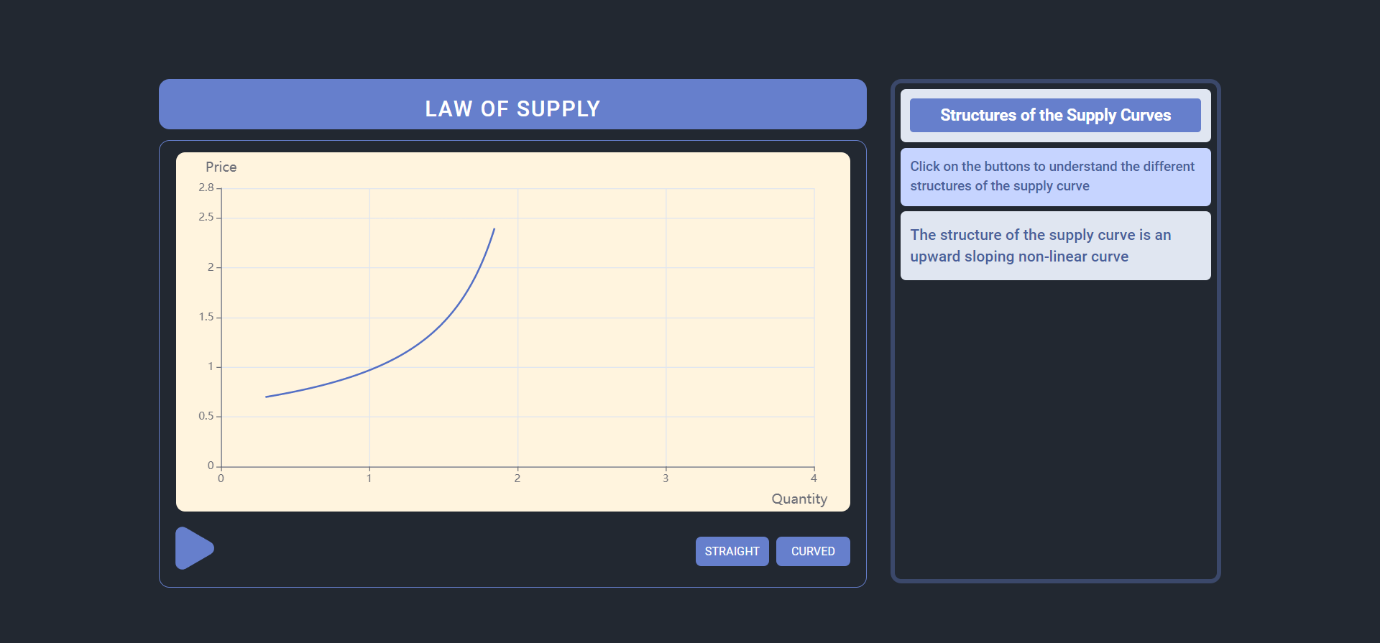 LAW OF SUPPLY
Price
2.8
2.5
2
1.5
1
0.5
0
0 1 2 3 4
Quantity
STRAIGHT CURVED
Structures of the Supply Curves
Click on the buttons to understand the different
structures of the supply curve
The structure of the supply curve is an
upward sloping non-linear curve